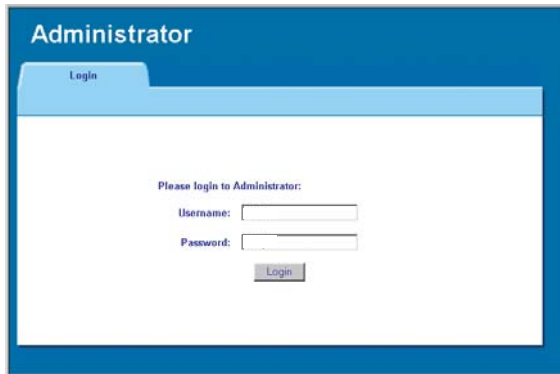 Administrator
Login
Please login to Administrator:
Username:
Password:
Login